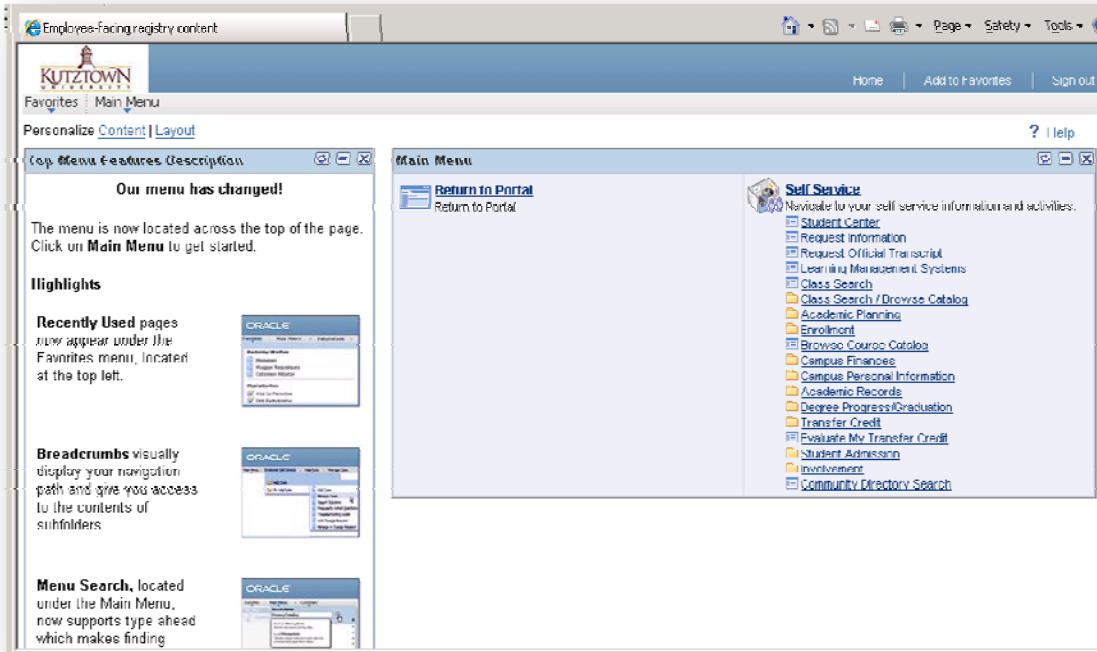 Employee-facing registry content
Page
Safety
Tools
KUTZTOWN
UNIVERSITY
Home
Add to Favorites
Sign out
Favorites
Main Menu
Personalize Content | Layout
? Help
Top Menu Features Description
Our menu has changed!
The menu is now located across the top of the page.
Click on Main Menu to get started.
Highlights
Recently Used pages
now appear under the
Favorites menu, located
at the top left.
ORACLE
Breadcrumbs visually
display your navigation
path and give you access
to the contents of
subfolders
ORACLE
Menu Search, located
under the Main Menu,
now supports type ahead
which makes finding
ORACLE
Main Menu
Return to Portal
Return to Portal
Self Service
Navigate to your self service information and activities.
Student Center
Request Information
Request Official Transcript
Learning Management Systems
Class Search
Class Search / Browse Catalog
Academic Planning
Enrollment
Browse Course Catalog
Campus Finances
Campus Personal Information
Academic Records
Degree Progress/Graduation
Transfer Credit
Evaluate My Transfer Credit
Student Admission
Involvement
Community Directory Search